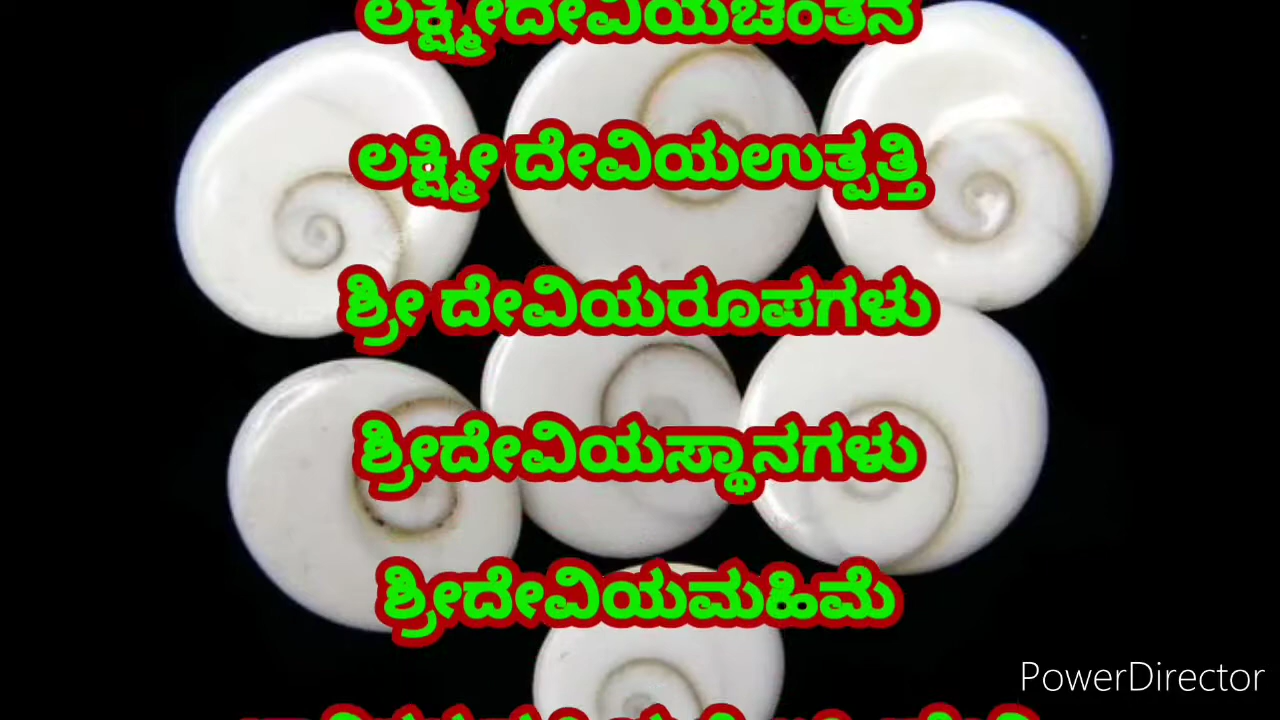 ಲಕ್ಷ್ಮೀದೇವಿಯಚಿಂತನೆ
ಲಕ್ಷ್ಮೀ ದೇವಿಯಉತ್ಪತ್ತಿ
ಶ್ರೀ ದೇವಿಯರೂಪಗಳು
ಶ್ರೀದೇವಿಯಸ್ಥಾನಗಳು
ಶ್ರೀದೇವಿಯಮಹಿಮೆ
PowerDirector